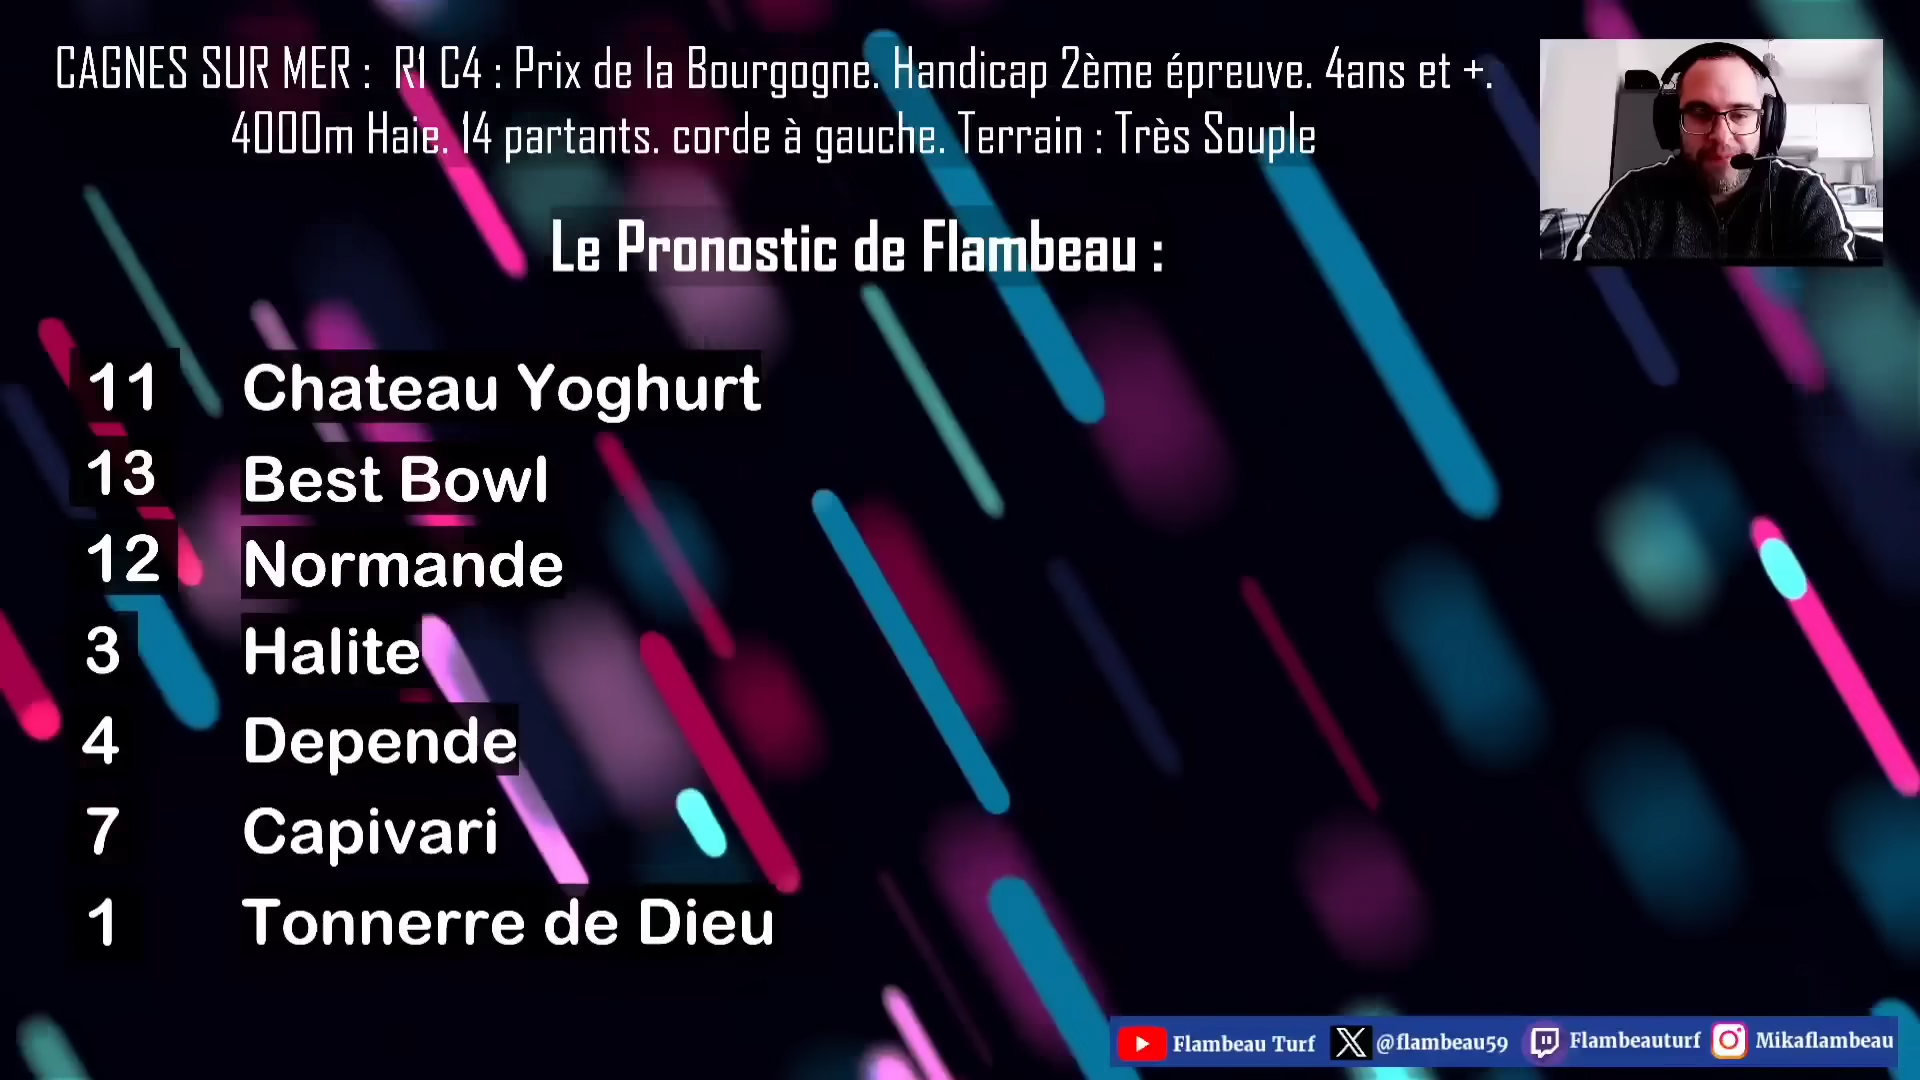 CAGNES SUR MER : R1 C4 : Prix de la Bourgogne. Handicap 2ème épreuve. 4ans et +.
4000m Haie. 14 partants. corde à gauche. Terrain : Très Souple
Le Pronostic de Flambeau :
11 Chateau Yoghurt
13 Best Bowl
12 Normande
3 Halite
4 Depende
7 Capivari
1 Tonnerre de Dieu
Flambeau Turf @flambeau59 Flambeauturf Mikaflambeau